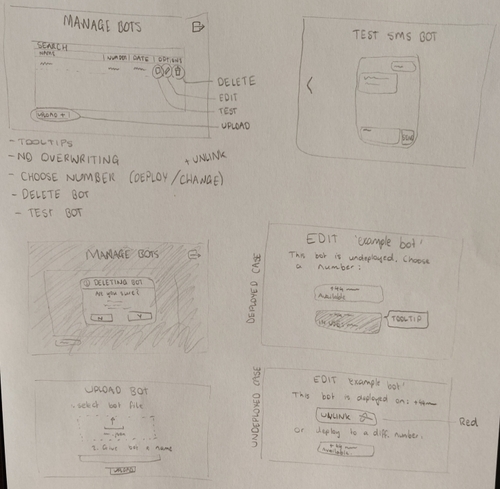 MANAGE BOTS
SEARCH
NAME | NUMBER | DATE | OPTIONS
UPLOAD +
DELETE
EDIT
TEST
UPLOAD
TEST SMS BOT
SEND
- TOOLTIPS
- NO OVERWRITING + UNLINK
- CHOOSE NUMBER (DEPLOY / CHANGE)
- DELETE BOT
- TEST BOT
MANAGE BOTS
DELETING BOT
Are you sure?
N Y
DEPLOYED CASE
EDIT 'example bot'
This bot is undeployed. Choose
a number:
+44
Available
IN USE
TOOLTIP
UPLOAD BOT
select bot file
.json
2. Give bot a name
UPLOAD
UNDEPLOYED CASE
EDIT 'example bot'
This bot is deployed on: +44
UNLINK
Red
Or deploy to a diff. number:
+44
Available